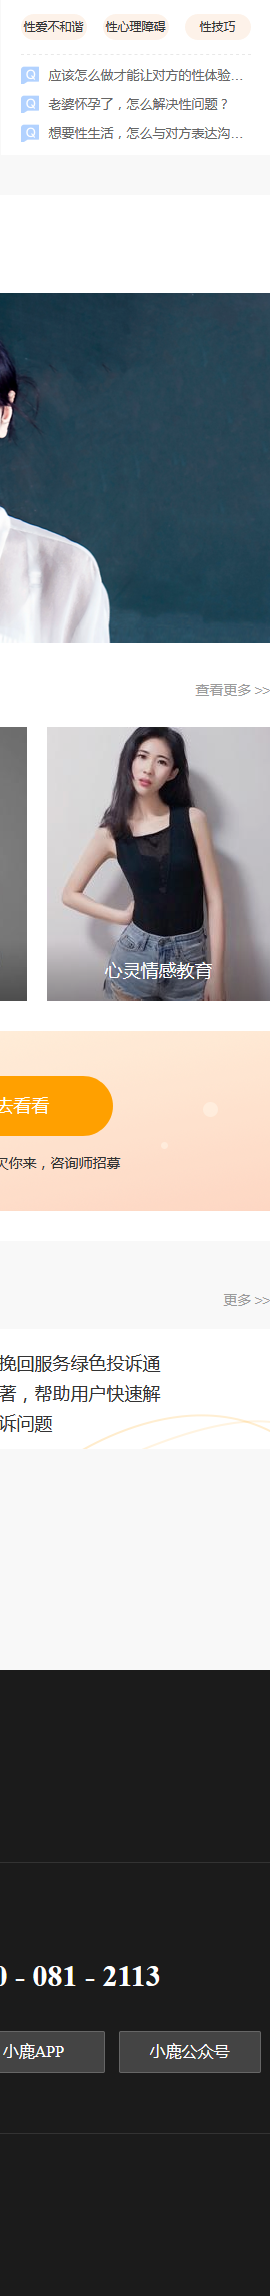 性爱不和谐 性心理障碍 性技巧
应该怎么做才能让对方的性体验...
老婆怀孕了，怎么解决性问题？
想要性生活，怎么与对方表达沟...
查看更多 >>
心灵情感教育
去看看
你来，咨询师招募
更多 >>
挽回服务绿色投诉通
著，帮助用户快速解
诉问题
0 - 081 - 2113
小鹿APP 小鹿公众号